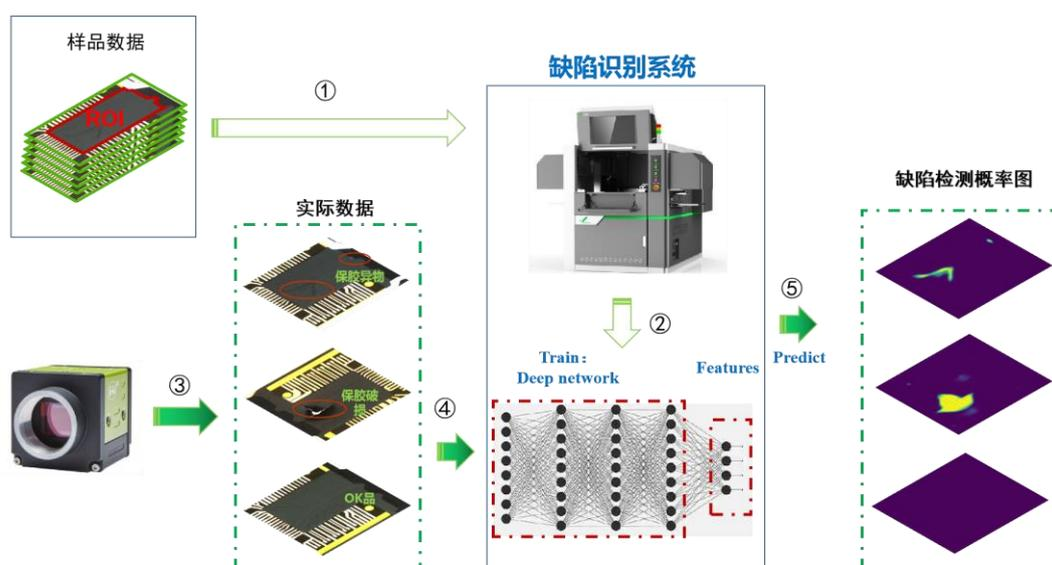 样品数据
ROI
①
缺陷识别系统
缺陷检测概率图
实际数据
保胶异物
②
⑤
Train：
Deep network
Features
Predict
③
保胶破
损
④
OK品